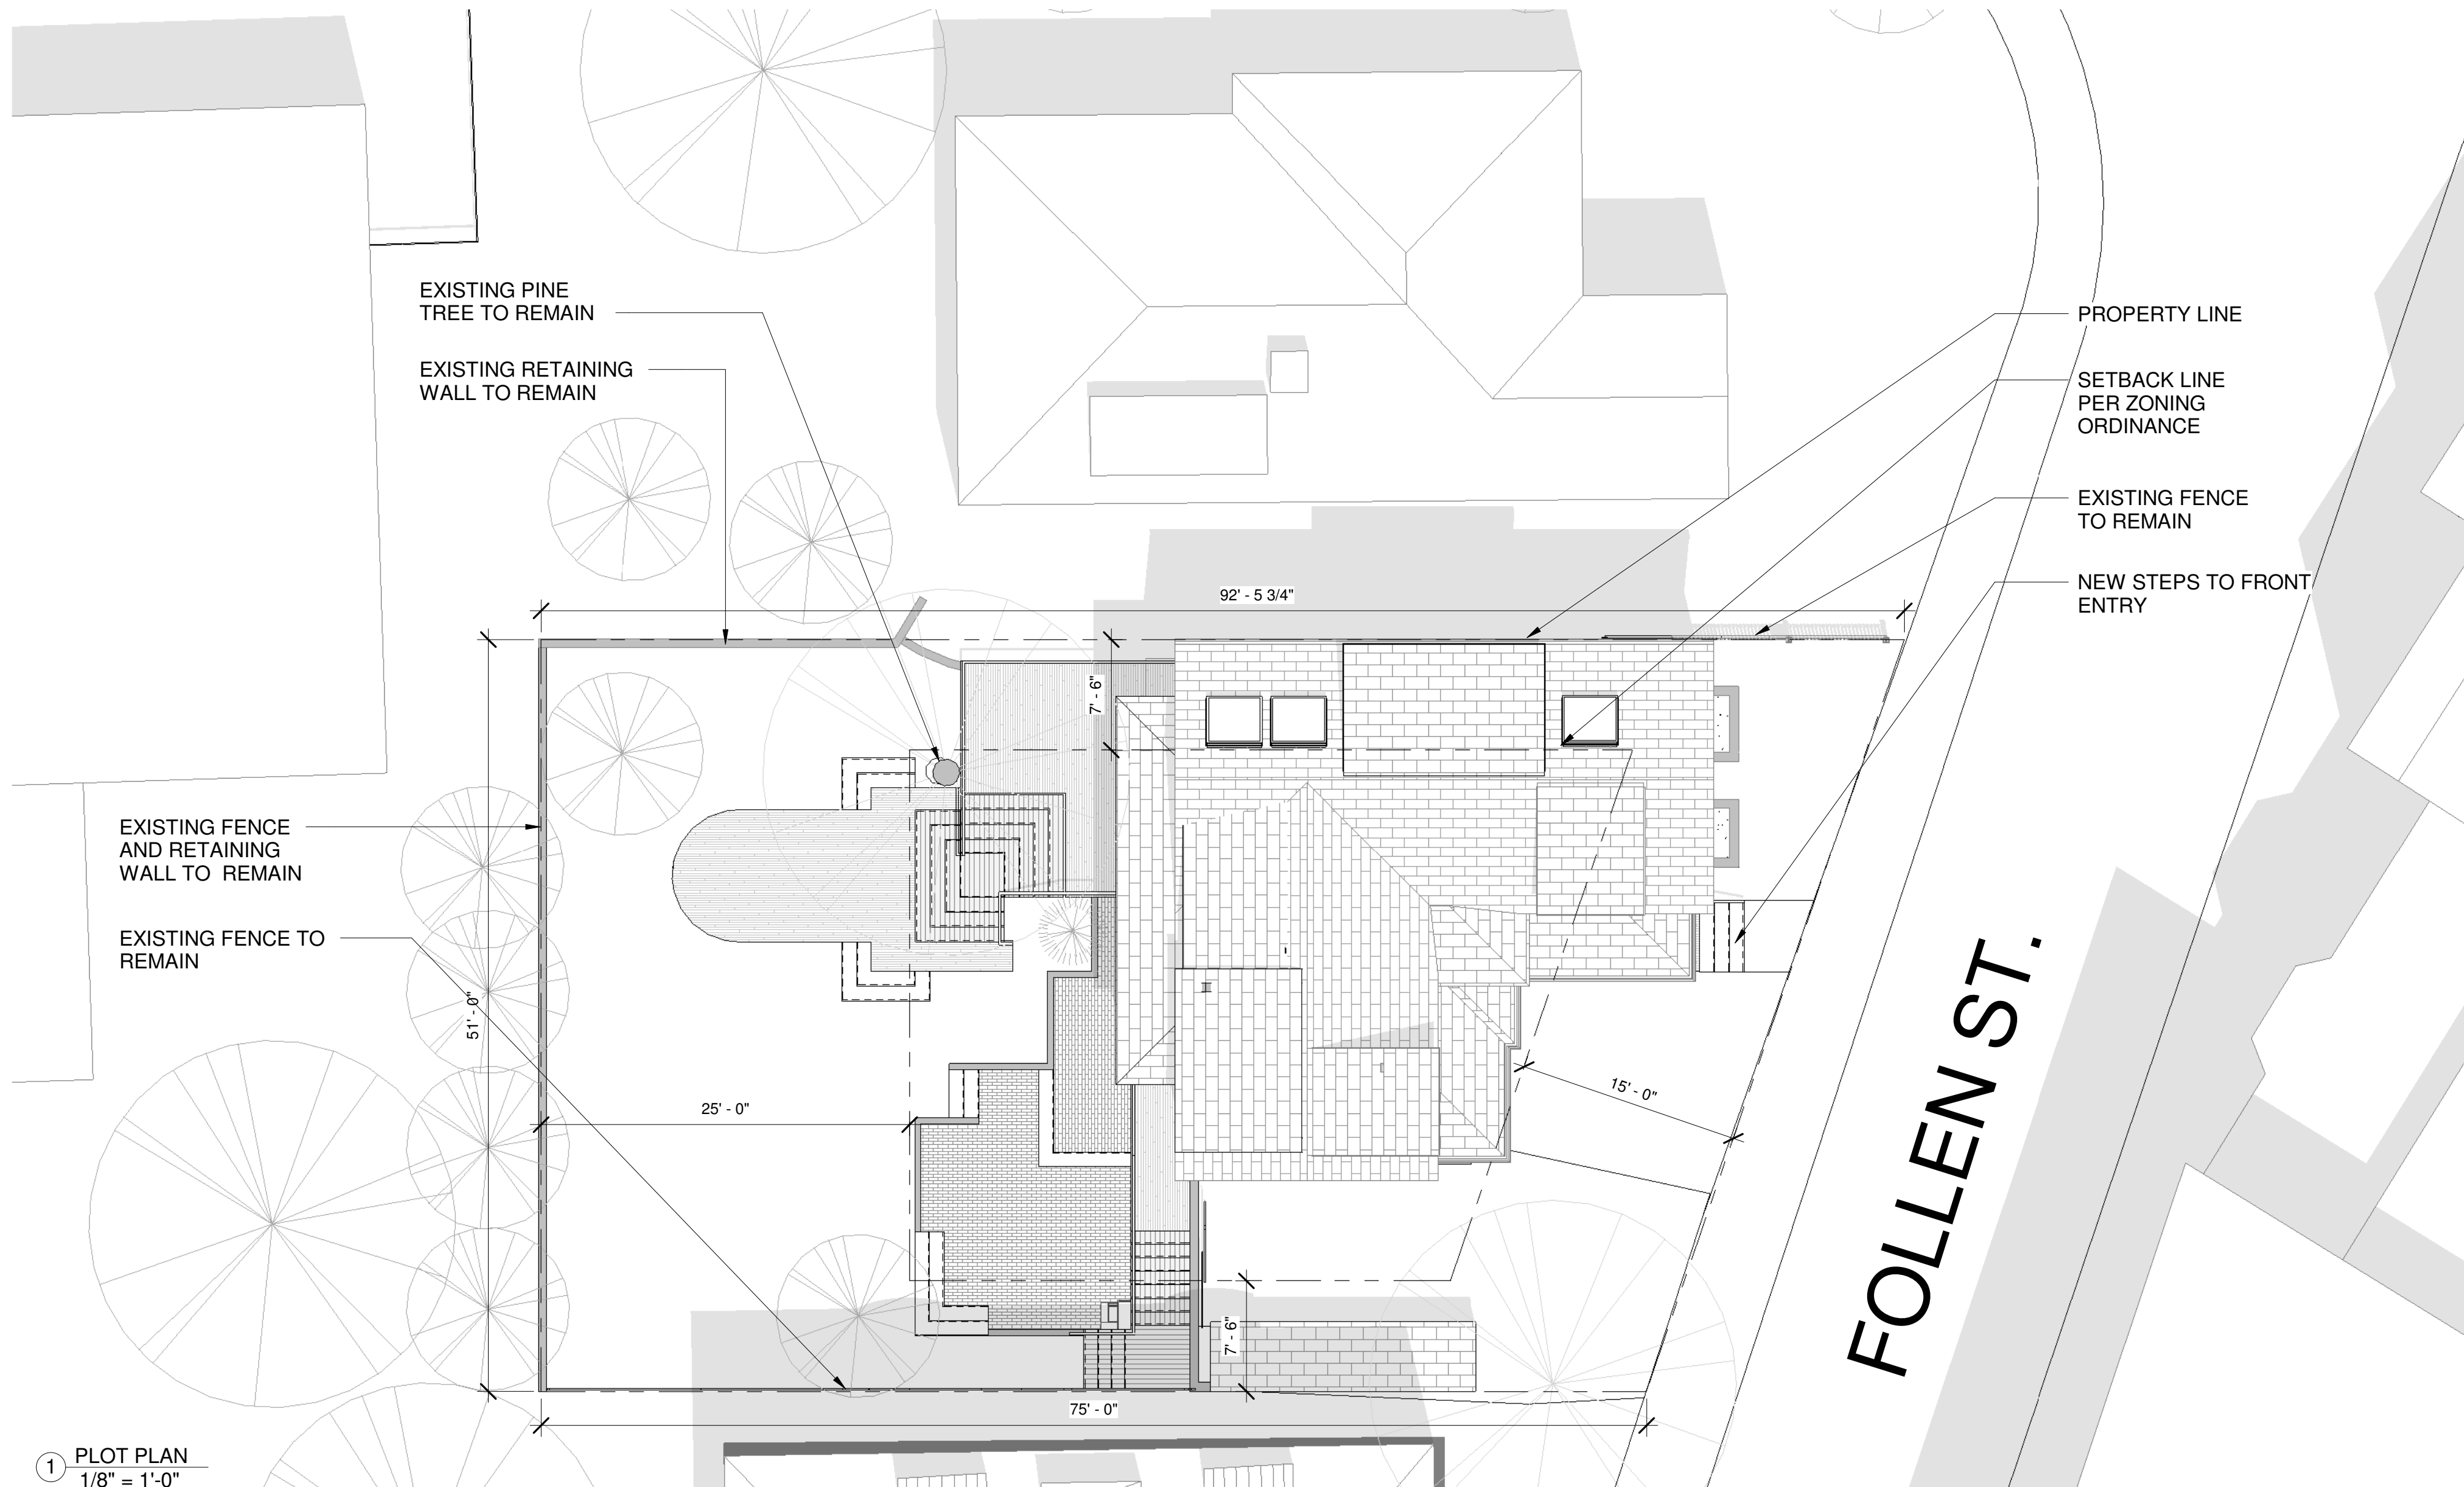 EXISTING PINE
TREE TO REMAIN
EXISTING RETAINING
WALL TO REMAIN
PROPERTY LINE
SETBACK LINE
PER ZONING
ORDINANCE
EXISTING FENCE
TO REMAIN
NEW STEPS TO FRONT
ENTRY
92' - 5 3/4"
7' - 6"
EXISTING FENCE
AND RETAINING
WALL TO REMAIN
EXISTING FENCE TO
REMAIN
51' - 0"
25' - 0"
15' - 0"
FOLLEN ST.
7' - 6"
75' - 0"
1 PLOT PLAN
1/8" = 1'-0"